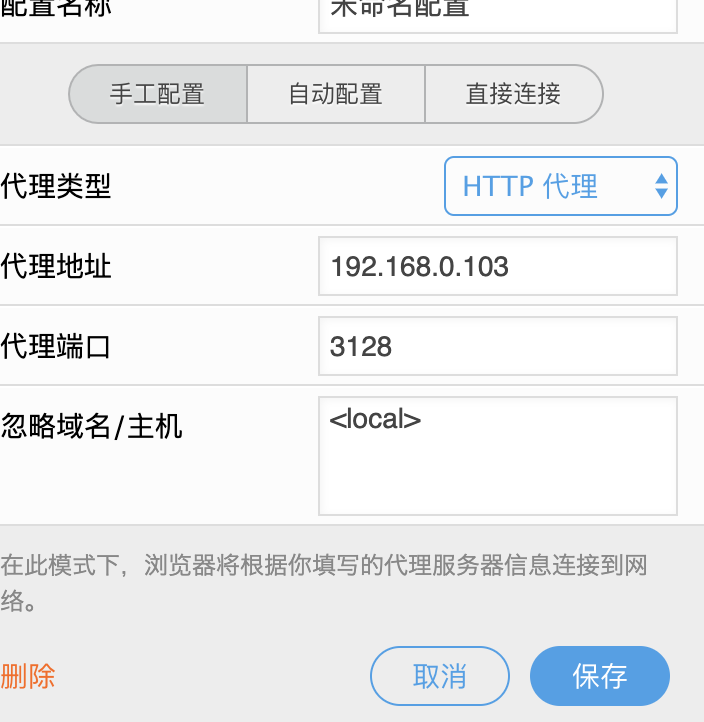 配置名称
未命名配置
手工配置 自动配置 直接连接
代理类型
HTTP 代理
代理地址
192.168.0.103
代理端口
3128
忽略域名/主机
<local>
在此模式下，浏览器将根据你填写的代理服务器信息连接到网
络。
删除 取消 保存